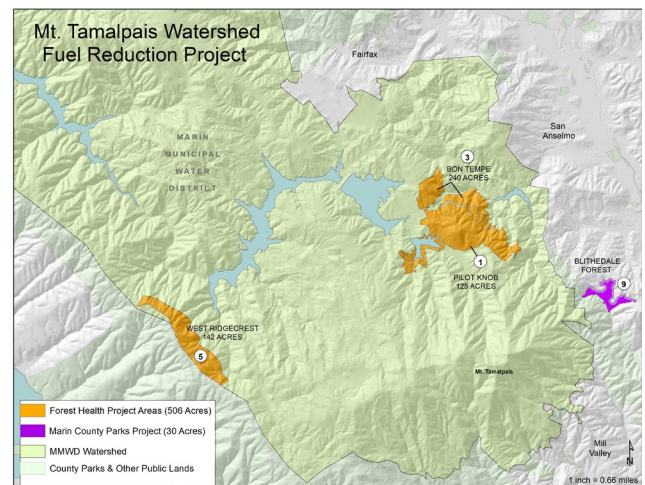 Mt. Tamalpais Watershed
Fuel Reduction Project
Fairfax
San
Anselmo
MARIN
MUNICIPAL
WATER
DISTRICT
3
BON TEMPE
240 ACRES
1
PILOT KNOB
125 ACRES
BLITHEDALE
FOREST
9
WEST RIDGECREST
142 ACRES
5
Mt. Tamalpais
Forest Health Project Areas (506 Acres)
Marin County Parks Project (30 Acres)
MMWD Watershed
County Parks & Other Public Lands
Mill
Valley
N
1 inch = 0.66 miles